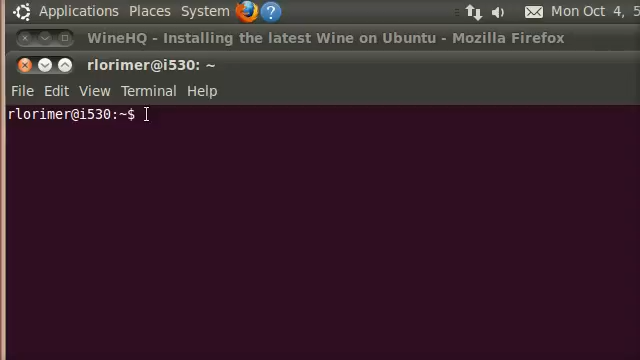 Applications Places System ? Mon Oct 4, 5
WineHQ - Installing the latest Wine on Ubuntu - Mozilla Firefox
rlorimer@i530: ~
File Edit View Terminal Help
rlorimer@i530:~$